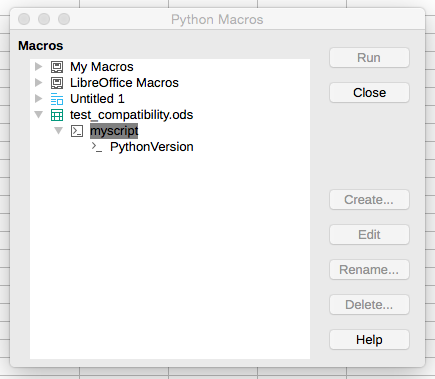 Python Macros
Macros
My Macros
LibreOffice Macros
Untitled 1
test_compatibility.ods
myscript
PythonVersion
Run
Close
Create...
Edit
Rename...
Delete...
Help